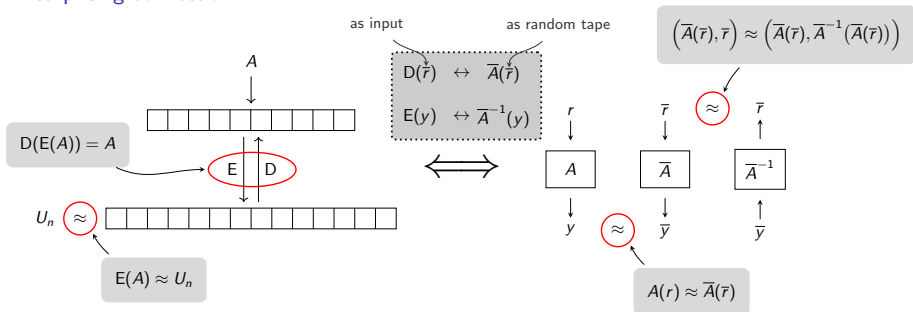 as input
as random tape
(A̅(r̅), r̅) ≈ (A̅(r̅), A̅⁻¹(A̅(r̅)))
A
D(r̅) ↔ A̅(r̅)
E(y) ↔ A̅⁻¹(y)
≈
r r̅ r̅
D(E(A)) = A
E D
⟺
A A̅ A̅⁻¹
Uₙ ≈
y y̅ y̅
≈
E(A) ≈ Uₙ
A(r) ≈ A̅(r̅)